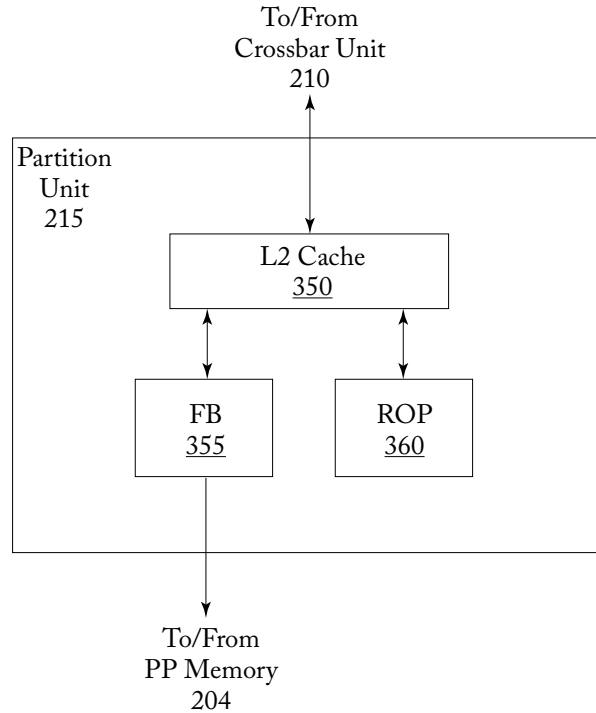 To/From
Crossbar Unit
210
Partition
Unit
215
L2 Cache
350
FB
355
ROP
360
To/From
PP Memory
204